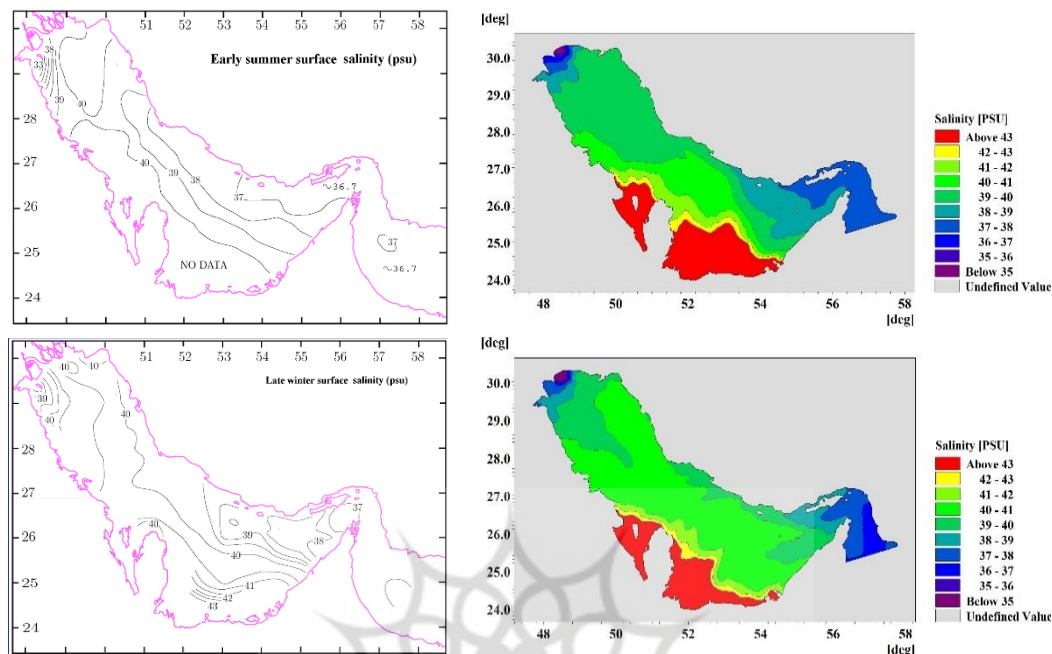 51 52 53 54 55 56 57 58
Early summer surface salinity (psu)
38
33
39
40
28
27
40
39
38
37
~36.7
26
25
37
NO DATA
~36.7
24
[deg]
30.0
29.0
28.0
27.0
26.0
25.0
24.0
48 50 52 54 56 58
[deg]
Salinity [PSU]
Above 43
42 - 43
41 - 42
40 - 41
39 - 40
38 - 39
37 - 38
36 - 37
35 - 36
Below 35
Undefined Value
51 52 53 54 55 56 57 58
Late winter surface salinity (psu)
40
40
39
40
40
28
27
37
39
38
26
40
40
25
41
42
43
24
[deg]
30.0
29.0
28.0
27.0
26.0
25.0
24.0
48 50 52 54 56 58
[deg]
Salinity [PSU]
Above 43
42 - 43
41 - 42
40 - 41
39 - 40
38 - 39
37 - 38
36 - 37
35 - 36
Below 35
Undefined Value